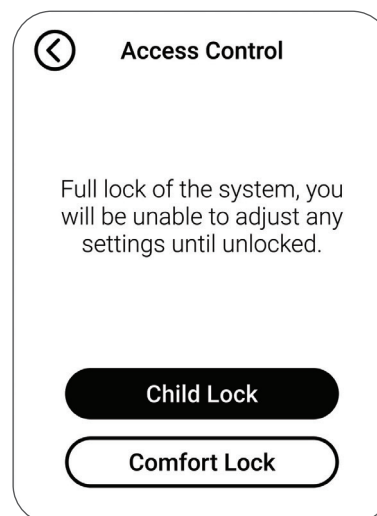 Access Control
Full lock of the system, you
will be unable to adjust any
settings until unlocked.
Child Lock
Comfort Lock